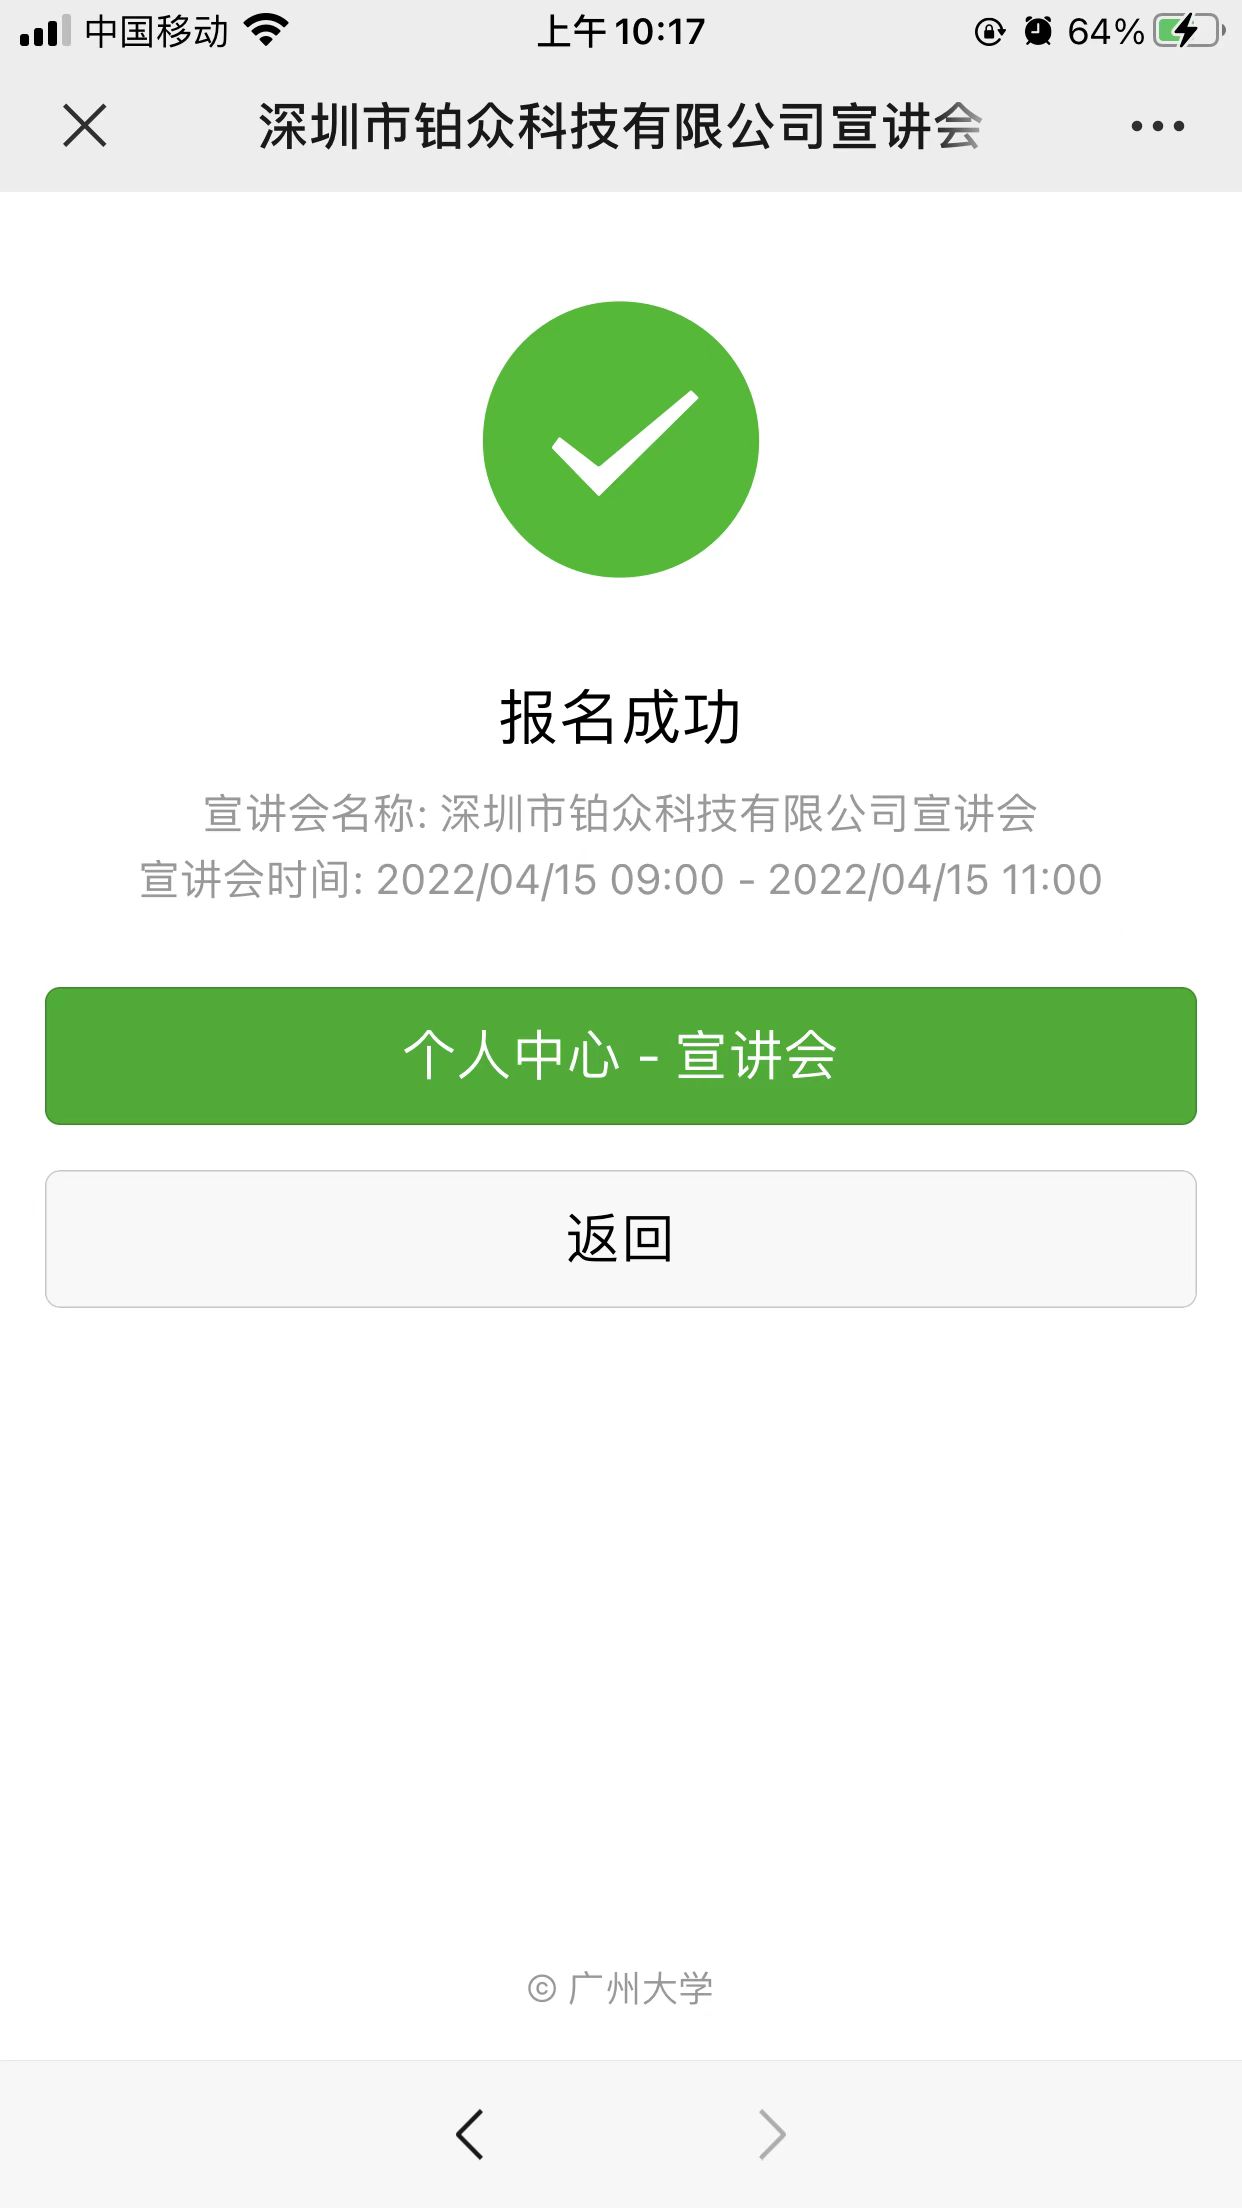 中国移动 上午10:17 64%
深圳市铂众科技有限公司宣讲会
报名成功
宣讲会名称: 深圳市铂众科技有限公司宣讲会
宣讲会时间: 2022/04/15 09:00 - 2022/04/15 11:00
个人中心 - 宣讲会
返回
© 广州大学